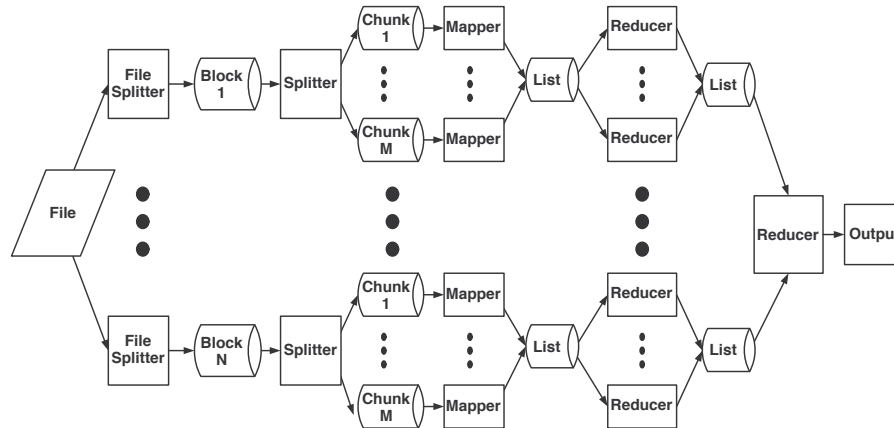 File
File
Splitter
Block
1
Splitter
Chunk
1
Chunk
M
Mapper
Mapper
List
Reducer
Reducer
List
File
Splitter
Block
N
Splitter
Chunk
1
Chunk
M
Mapper
Mapper
List
Reducer
Reducer
List
Reducer
Output